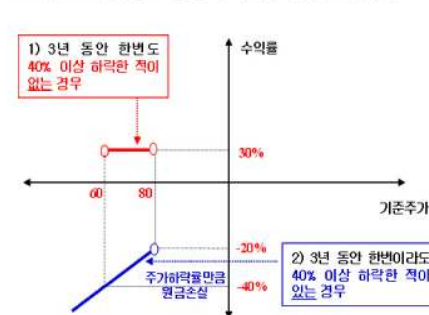 1) 3년 동안 한번도
40% 이상 하락한 적이
없는 경우
수익률
30%
60
80
기준주가
-20%
주가하락률만큼
원금손실
-40%
2) 3년 동안 한번이라도
40% 이상 하락한 적이
있는 경우